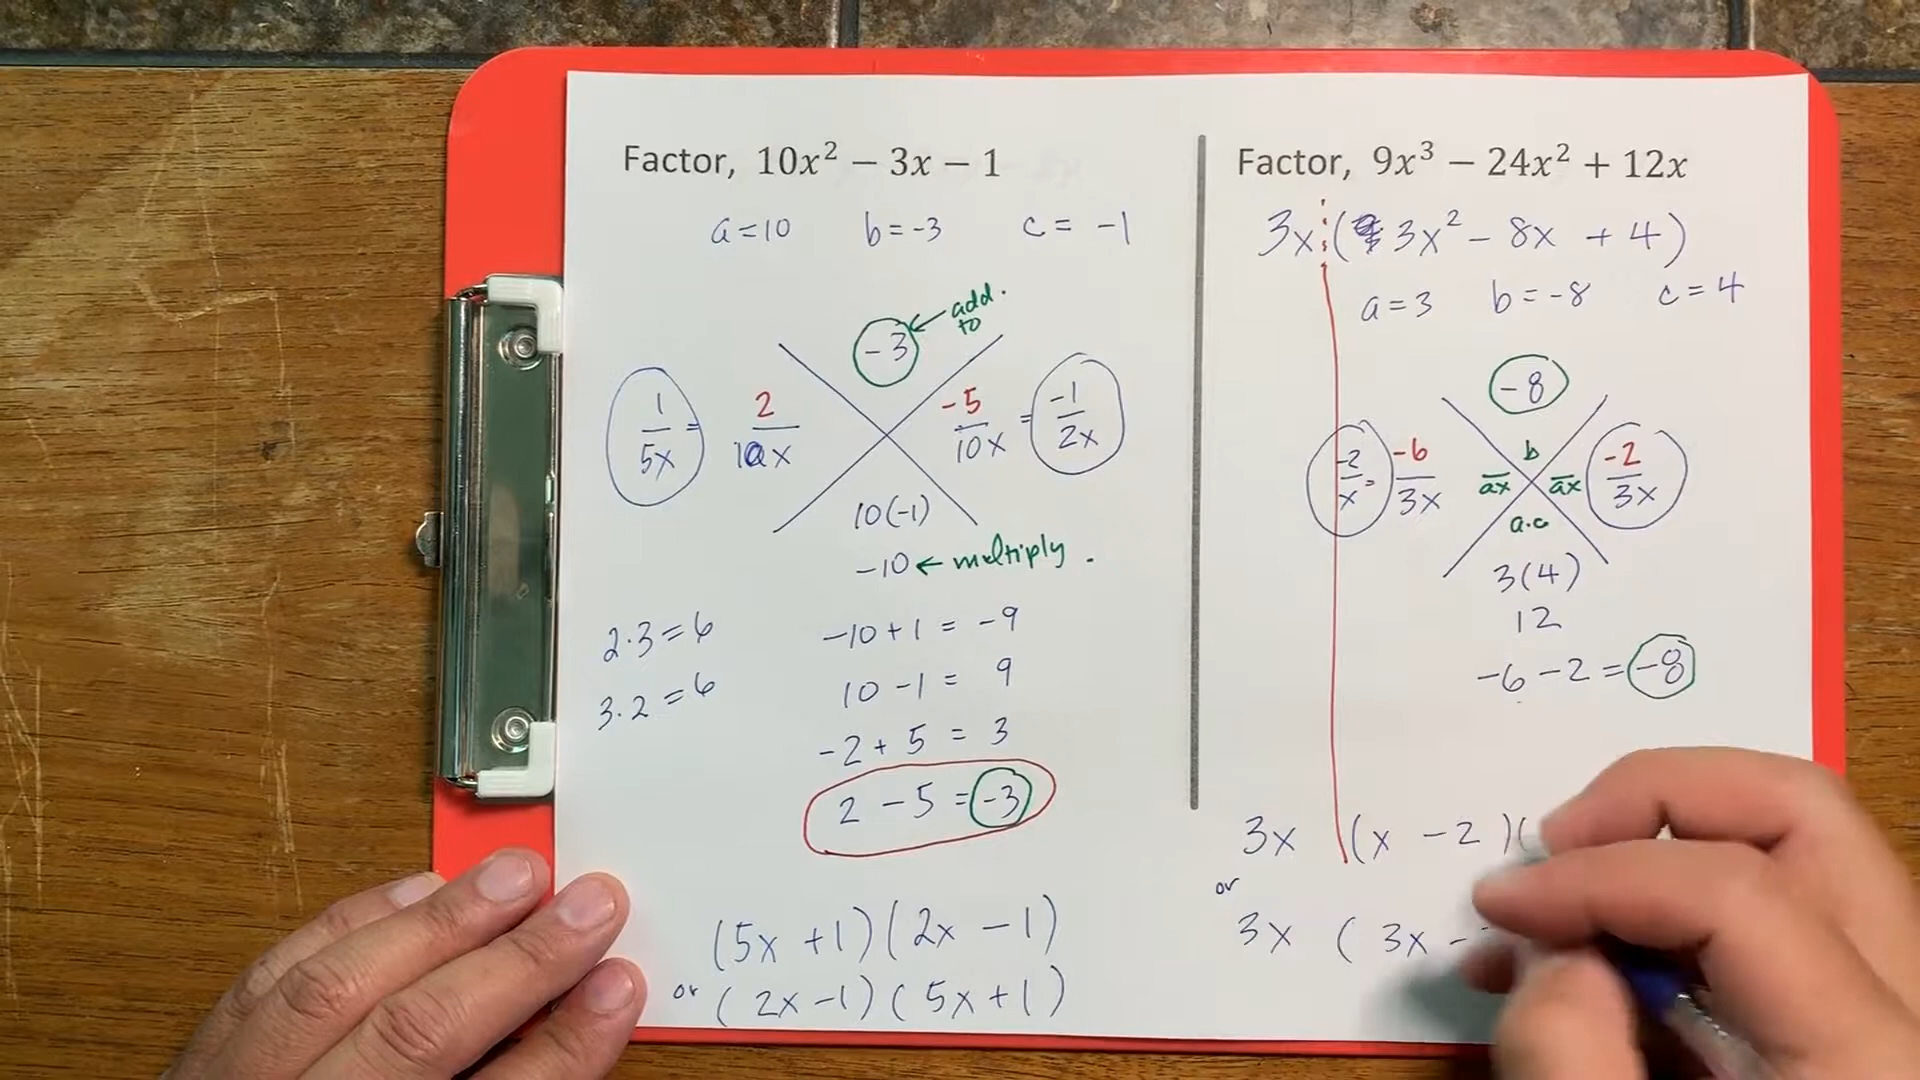 Factor, 10x² − 3x − 1
a = 10 b = -3 c = -1
-3 ← add to.
1/5x = 2/10x
-5/10x = -1/2x
10(-1)
-10 ← multiply.
2·3 = 6
3·2 = 6
-10 + 1 = -9
10 - 1 = 9
-2 + 5 = 3
2 - 5 = -3
(5x + 1)(2x - 1)
or (2x - 1)(5x + 1)
Factor, 9x³ − 24x² + 12x
3x (3x² - 8x + 4)
a = 3 b = -8 c = 4
-8
-2/x = -6/3x
b
ax ax
a·c
-2/3x
3(4)
12
-6 - 2 = -8
3x (x - 2)(
or
3x (3x -